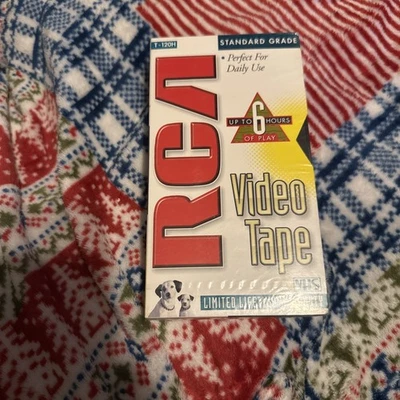 T-120H
STANDARD GRADE
• Perfect For
Daily Use
RCA
UP TO 6 HOURS
OF PLAY
Video
Tape
VHS
LIMITED LIFETIME